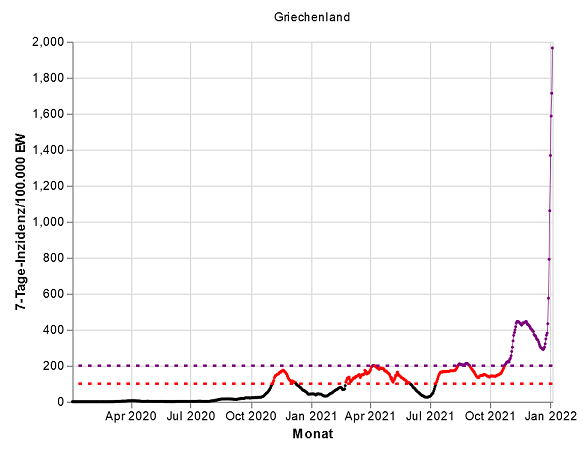 Griechenland
2,000
1,800
1,600
1,400
1,200
1,000
800
600
400
200
0
7-Tage-Inzidenz/100.000 EW
Apr 2020 Jul 2020 Oct 2020 Jan 2021 Apr 2021 Jul 2021 Oct 2021 Jan 2022
Monat